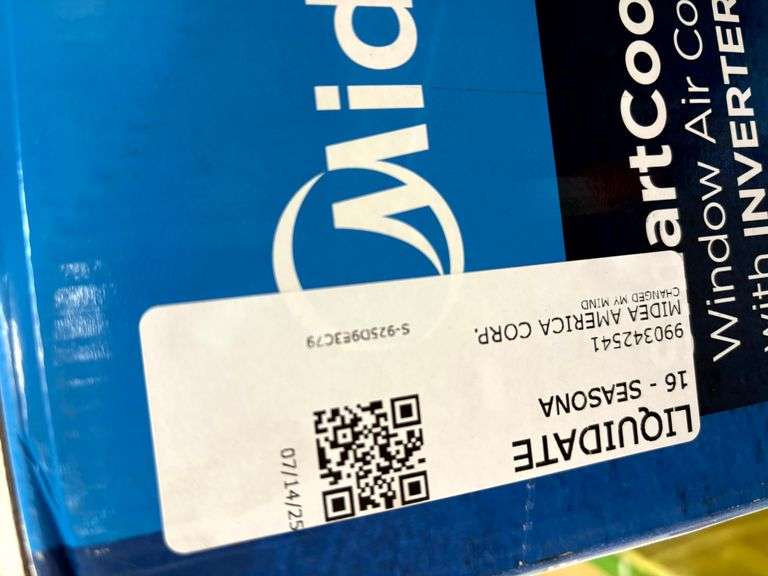 Mid
artCoo
Window Air Co
with INVERTER
LIQUIDATE
16 - SEASONA
990342541
MIDEA AMERICA CORP.
CHANGED MY MIND
S-925D9E3C79
07/14/25